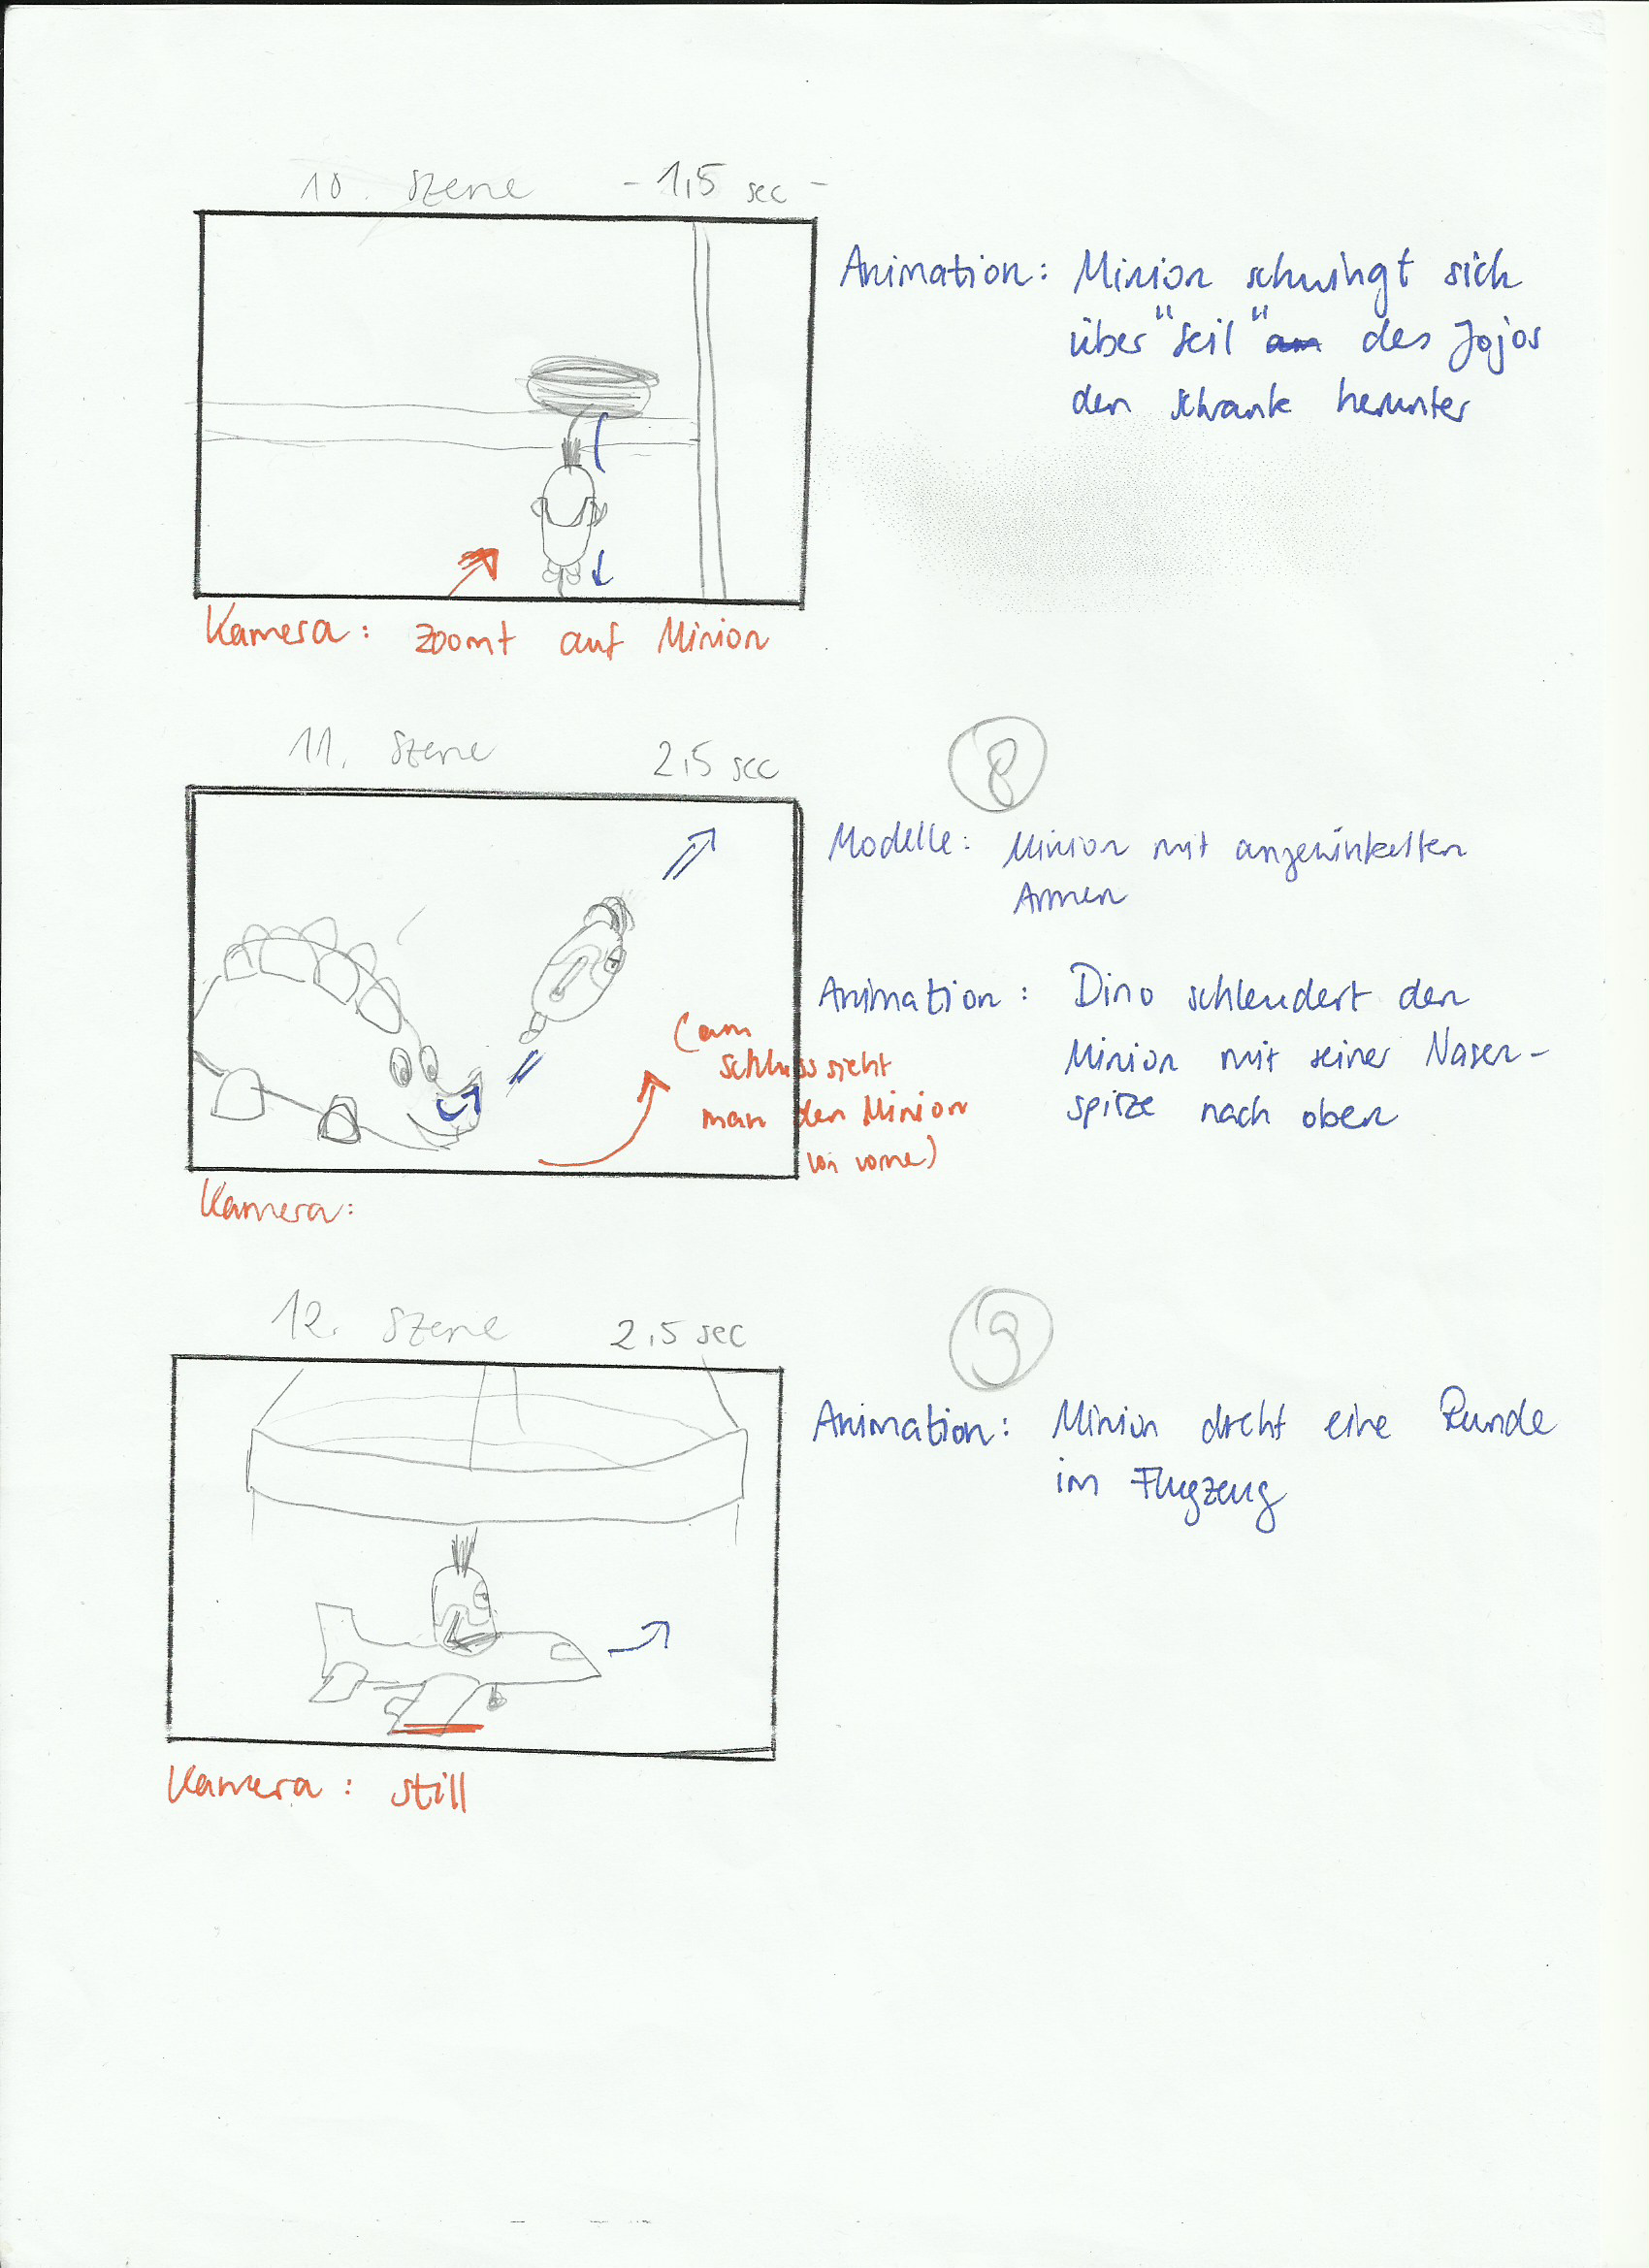 10. Szene - 1,5 sec -
Animation: Minion schwingt sich
über "Seil" des Jojos
den Schrank herunter
Kamera: zoomt auf Minion
11. Szene 2,5 sec
8
Modelle: Minion mit angewinkelten
Armen
Animation: Dino schleudert den
Minion mit seiner Nasen-
spitze nach oben
(am
schluss sieht
man den Minion
von vorne)
Kamera:
12. Szene 2,5 sec
9
Animation: Minion dreht eine Runde
im Flugzeug
Kamera: still